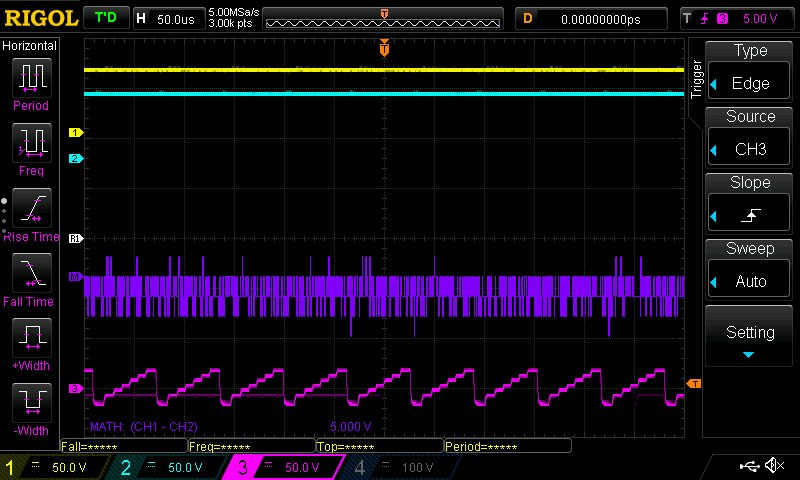 RIGOL T'D H 50.0us 5.00MSa/s 3.00k pts T D 0.00000000ps T 3 5.00 V
Horizontal
Period
Freq
Rise Time
Fall Time
+Width
-Width
T
1
2
R1
M
3
T
MATH: (CH1 - CH2) 5.000 V
Fall=***** Freq=***** Top=***** Period=*****
Trigger
Type
Edge
Source
CH3
Slope
Sweep
Auto
Setting
1 = 50.0 V 2 = 50.0 V 3 = 50.0 V 4 = 100 V